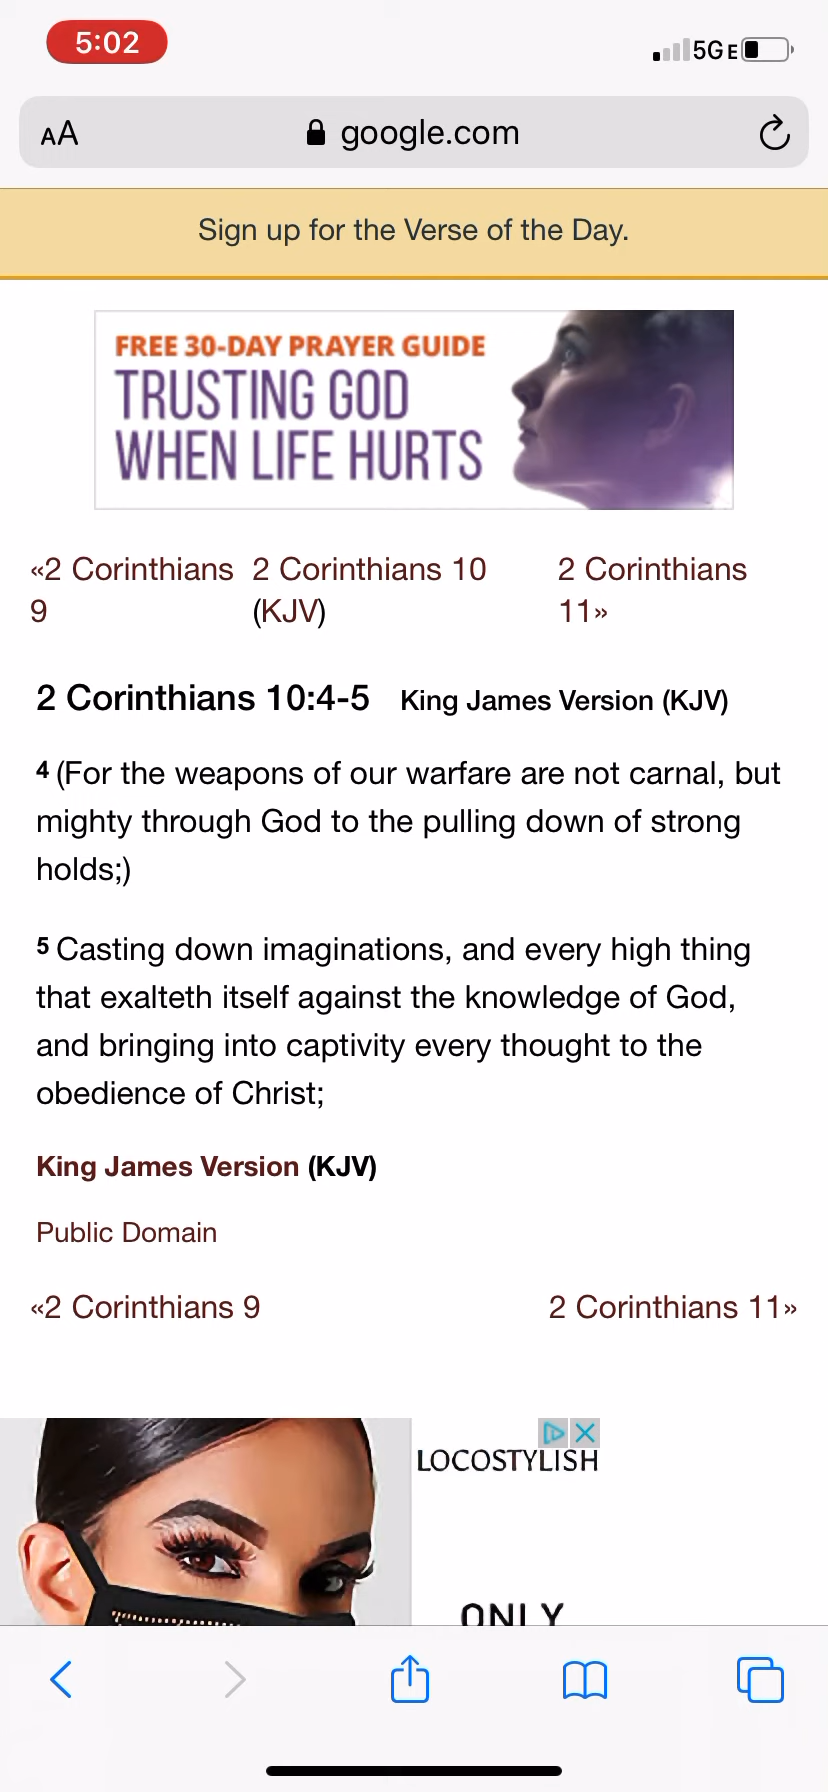 5:02
5GE
AA google.com
Sign up for the Verse of the Day.
FREE 30-DAY PRAYER GUIDE
TRUSTING GOD
WHEN LIFE HURTS
«2 Corinthians 9
2 Corinthians 10 (KJV)
2 Corinthians 11»
2 Corinthians 10:4-5 King James Version (KJV)
4 (For the weapons of our warfare are not carnal, but
mighty through God to the pulling down of strong
holds;)
5 Casting down imaginations, and every high thing
that exalteth itself against the knowledge of God,
and bringing into captivity every thought to the
obedience of Christ;
King James Version (KJV)
Public Domain
«2 Corinthians 9 2 Corinthians 11»
LOCOSTYLISH
ONLY